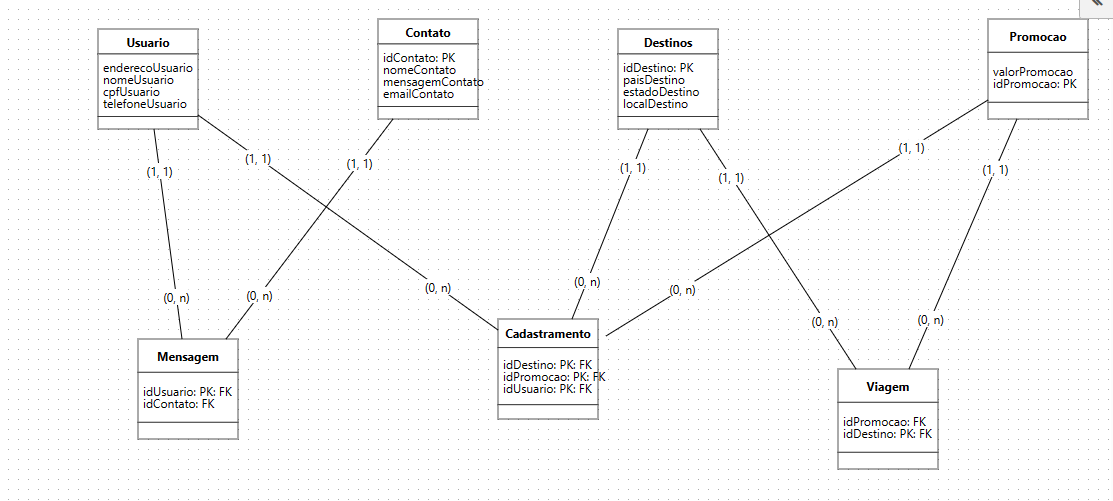 Usuario
enderecoUsuario
nomeUsuario
cpfUsuario
telefoneUsuario
Contato
idContato: PK
nomeContato
mensagemContato
emailContato
Destinos
idDestino: PK
paisDestino
estadoDestino
localDestino
Promocao
valorPromocao
idPromocao: PK
(1, 1)
(1, 1)
(1, 1)
(1, 1)
(1, 1)
(1, 1)
(1, 1)
(0, n)
(0, n)
(0, n)
(0, n)
(0, n)
(0, n)
(0, n)
Mensagem
idUsuario: PK: FK
idContato: FK
Cadastramento
idDestino: PK: FK
idPromocao: PK: FK
idUsuario: PK: FK
Viagem
idPromocao: FK
idDestino: PK: FK